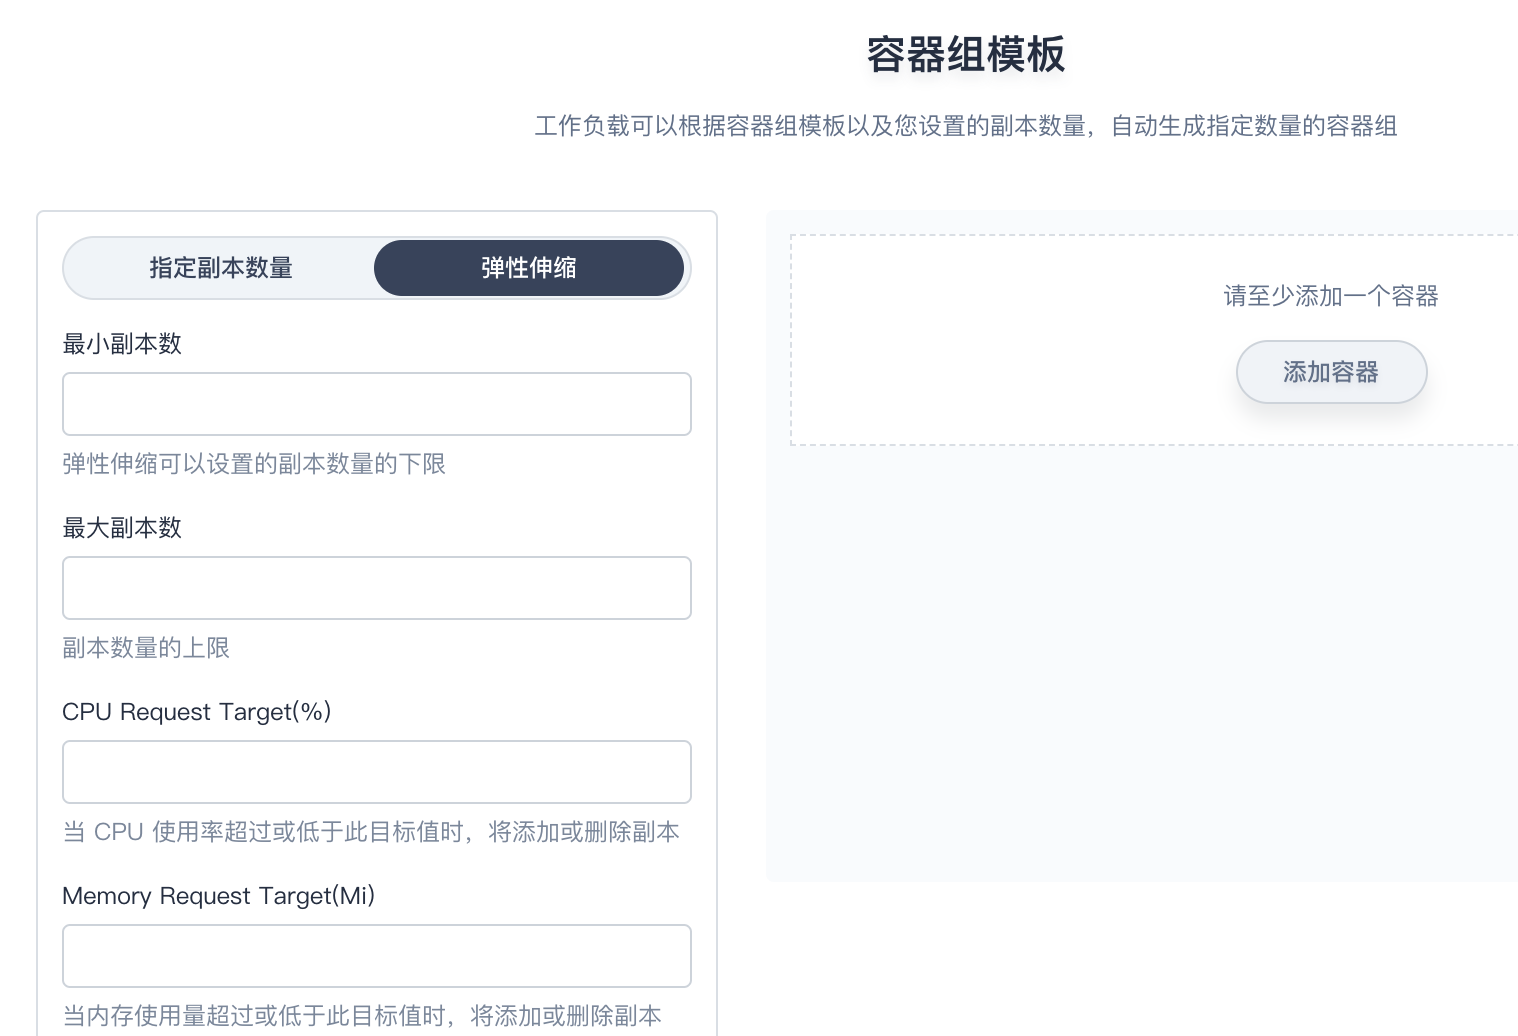 容器组模板
工作负载可以根据容器组模板以及您设置的副本数量，自动生成指定数量的容器组
指定副本数量
弹性伸缩
最小副本数
弹性伸缩可以设置的副本数量的下限
最大副本数
副本数量的上限
CPU Request Target(%)
当 CPU 使用率超过或低于此目标值时，将添加或删除副本
Memory Request Target(Mi)
当内存使用量超过或低于此目标值时，将添加或删除副本
请至少添加一个容器
添加容器